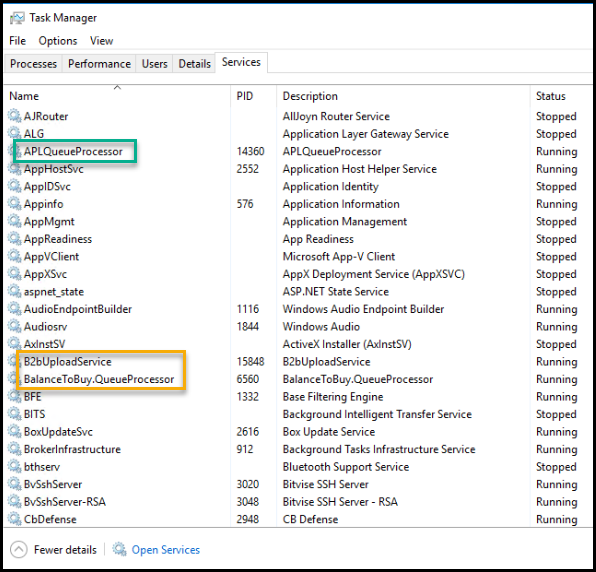 Task Manager
File Options View
Processes Performance Users Details Services
Name PID Description Status
AJRouter AllJoyn Router Service Stopped
ALG Application Layer Gateway Service Stopped
APLQueueProcessor 14360 APLQueueProcessor Running
AppHostSvc 2552 Application Host Helper Service Running
AppIDSvc Application Identity Stopped
Appinfo 576 Application Information Running
AppMgmt Application Management Stopped
AppReadiness App Readiness Stopped
AppVClient Microsoft App-V Client Stopped
AppXSvc AppX Deployment Service (AppXSVC) Stopped
aspnet_state ASP.NET State Service Stopped
AudioEndpointBuilder 1116 Windows Audio Endpoint Builder Running
Audiosrv 1844 Windows Audio Running
AxInstSV ActiveX Installer (AxInstSV) Stopped
B2bUploadService 15848 B2bUploadService Running
BalanceToBuy.QueueProcessor 6560 BalanceToBuy.QueueProcessor Running
BFE 1332 Base Filtering Engine Running
BITS Background Intelligent Transfer Service Stopped
BoxUpdateSvc 2616 Box Update Service Running
BrokerInfrastructure 912 Background Tasks Infrastructure Service Running
bthserv Bluetooth Support Service Stopped
BvSshServer 3020 Bitvise SSH Server Running
BvSshServer-RSA 3048 Bitvise SSH Server - RSA Running
CbDefense 2948 CB Defense Running
Fewer details Open Services